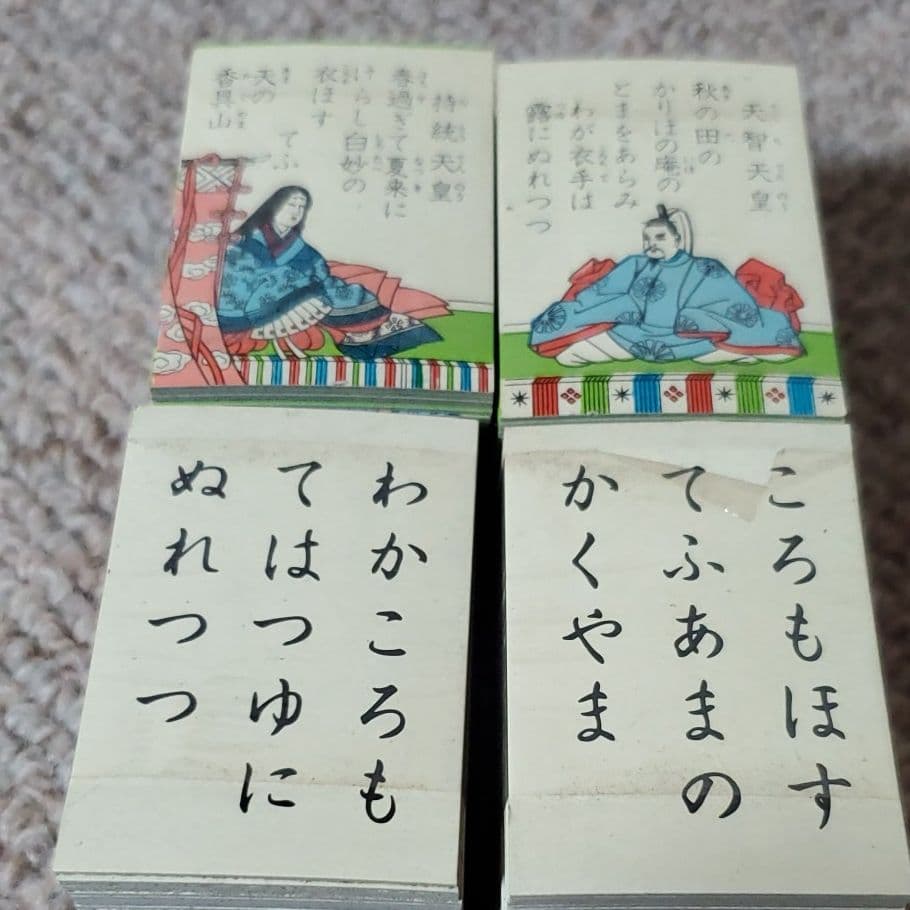 天智天皇
秋の田の
かりほの庵の
とまをあらみ
わが衣手は
露にぬれつつ
持統天皇
春過ぎて夏来に
けらし白妙の
衣ほす
てふ
天の
香具山
ころもほす
てふあまの
かくやま
わかころも
てはつゆに
ぬれつつ